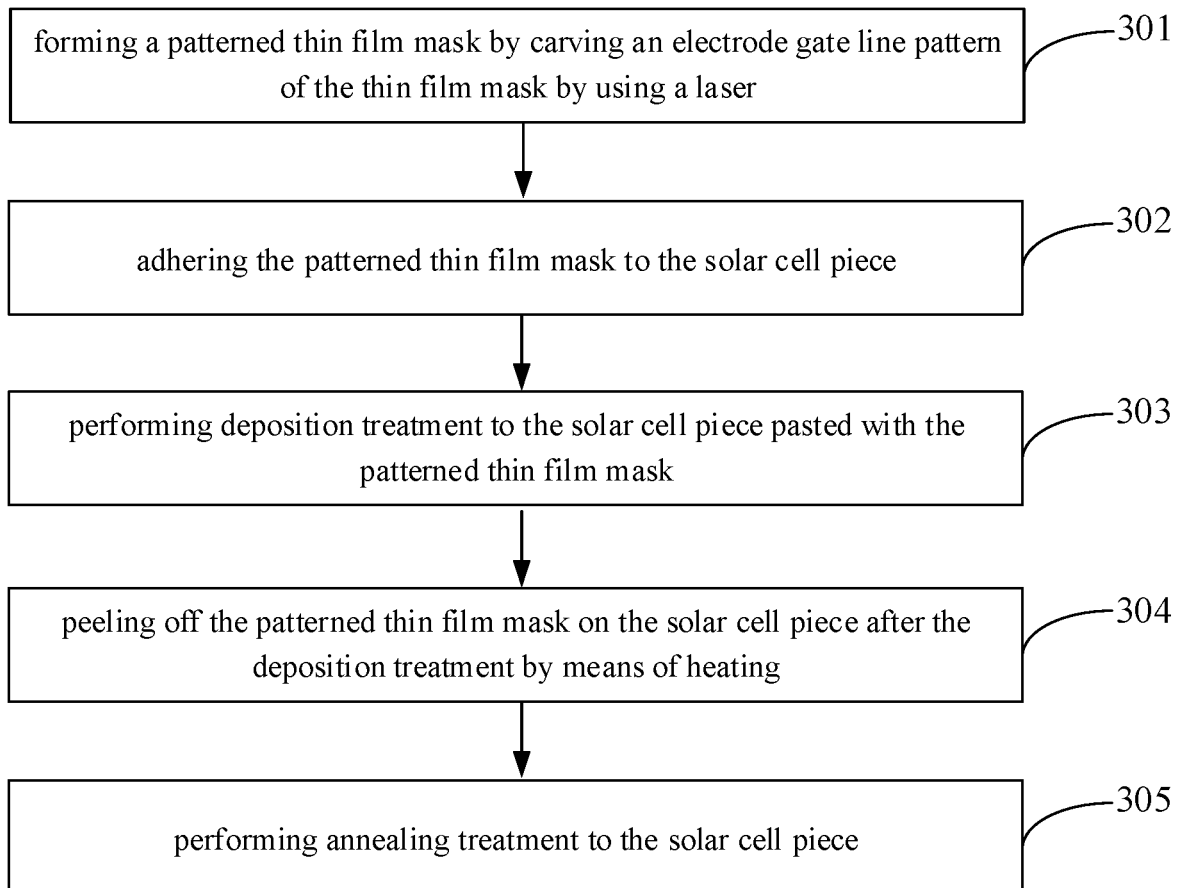 forming a patterned thin film mask by carving an electrode gate line pattern
of the thin film mask by using a laser
301
adhering the patterned thin film mask to the solar cell piece
302
performing deposition treatment to the solar cell piece pasted with the
patterned thin film mask
303
peeling off the patterned thin film mask on the solar cell piece after the
deposition treatment by means of heating
304
performing annealing treatment to the solar cell piece
305